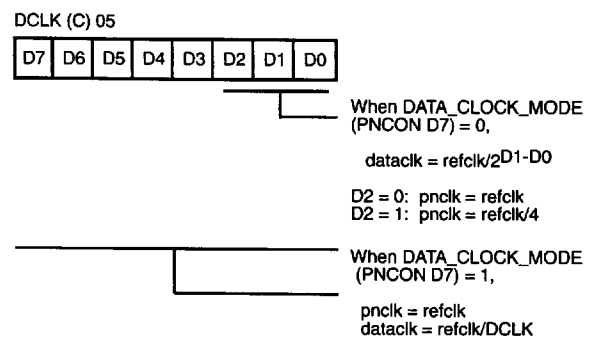 DCLK (C) 05
D7 D6 D5 D4 D3 D2 D1 D0
When DATA_CLOCK_MODE
(PNCON D7) = 0,
dataclk = refclk/2D1-D0
D2 = 0: pnclk = refclk
D2 = 1: pnclk = refclk/4
When DATA_CLOCK_MODE
(PNCON D7) = 1,
pnclk = refclk
dataclk = refclk/DCLK